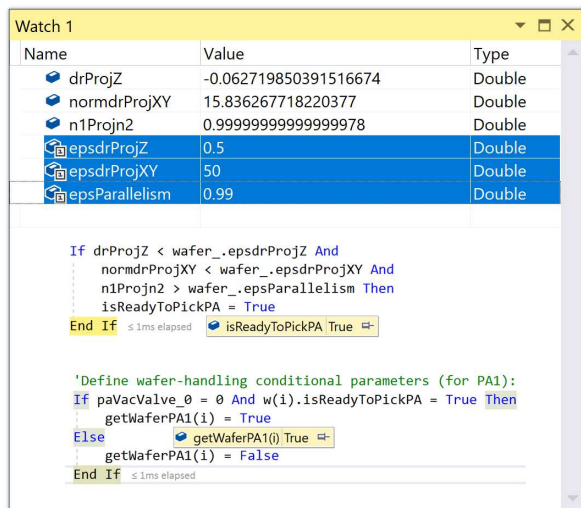 Watch 1
Name Value Type
drProjZ -0.062719850391516674 Double
normdrProjXY 15.836267718220377 Double
n1Projn2 0.99999999999999978 Double
epsdrProjZ 0.5 Double
epsdrProjXY 50 Double
epsParallelism 0.99 Double
If drProjZ < wafer_.epsdrProjZ And
normdrProjXY < wafer_.epsdrProjXY And
n1Projn2 > wafer_.epsParallelism Then
isReadyToPickPA = True
End If ≤ 1ms elapsed isReadyToPickPA True
'Define wafer-handling conditional parameters (for PA1):
If paVacValve_0 = 0 And w(i).isReadyToPickPA = True Then
getWaferPA1(i) = True
Else getWaferPA1(i) True
getWaferPA1(i) = False
End If ≤ 1ms elapsed